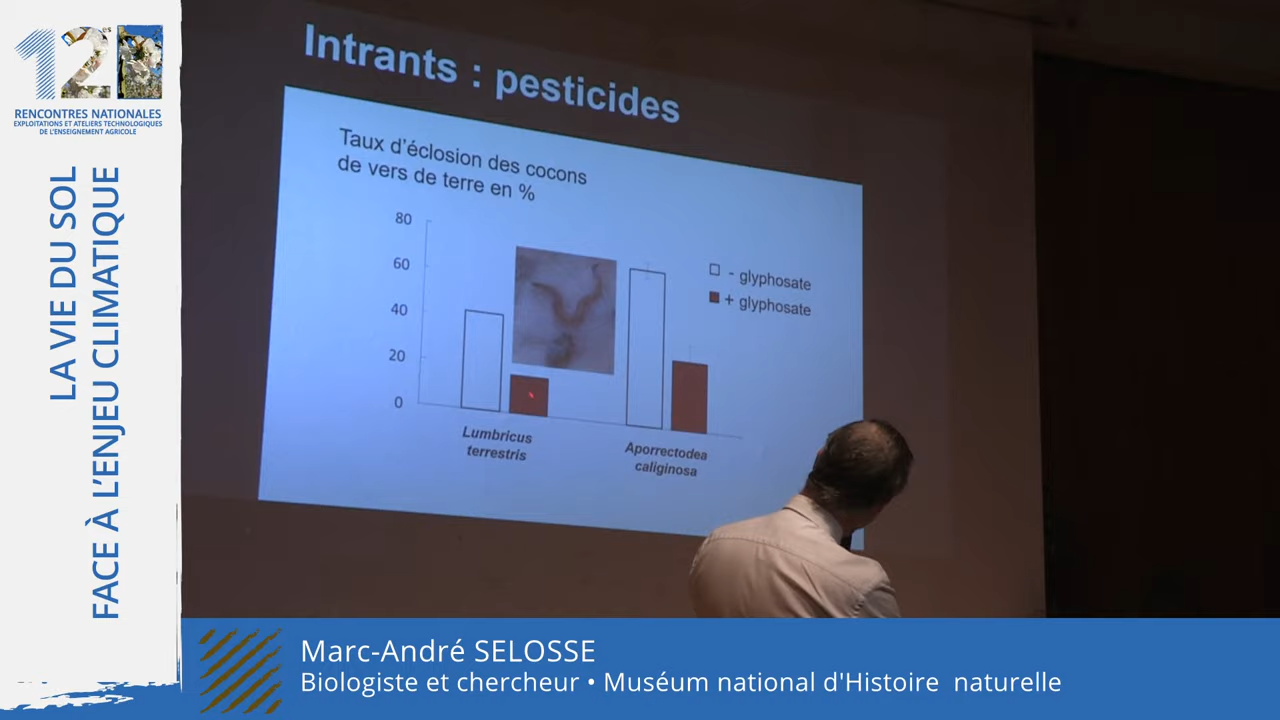 12es
RENCONTRES NATIONALES
EXPLOITATIONS ET ATELIERS TECHNOLOGIQUES
DE L'ENSEIGNEMENT AGRICOLE
LA VIE DU SOL
FACE À L'ENJEU CLIMATIQUE
Intrants : pesticides
Taux d'éclosion des cocons
de vers de terre en %
80
60
40
20
0
- glyphosate
+ glyphosate
Lumbricus
terrestris
Aporrectodea
caliginosa
Marc-André SELOSSE
Biologiste et chercheur • Muséum national d'Histoire naturelle